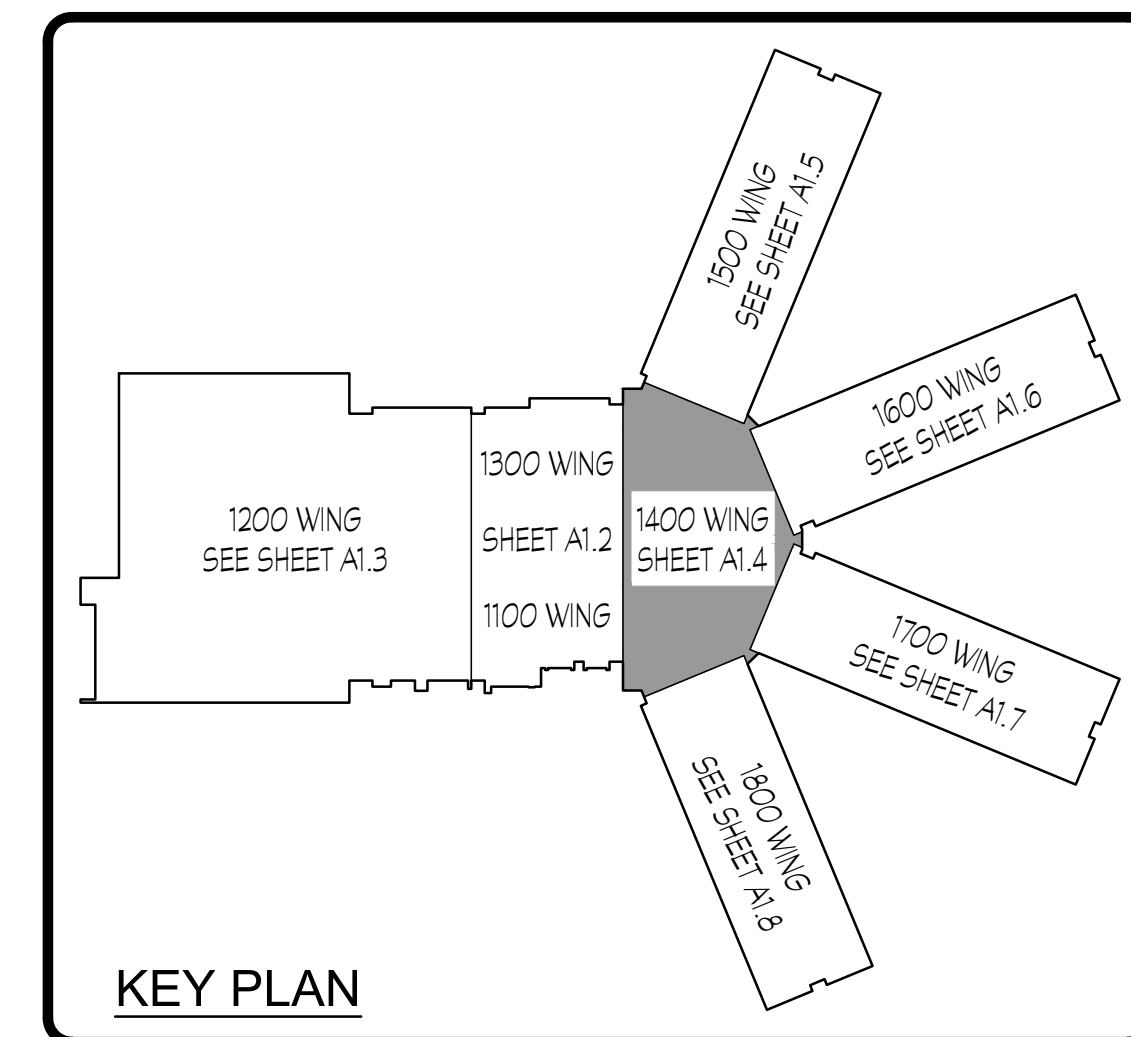 1500 WING
SEE SHEET A1.5
1600 WING
SEE SHEET A1.6
1300 WING
SHEET A1.2
1100 WING
1200 WING
SEE SHEET A1.3
1400 WING
SHEET A1.4
1700 WING
SEE SHEET A1.7
1800 WING
SEE SHEET A1.8
KEY PLAN